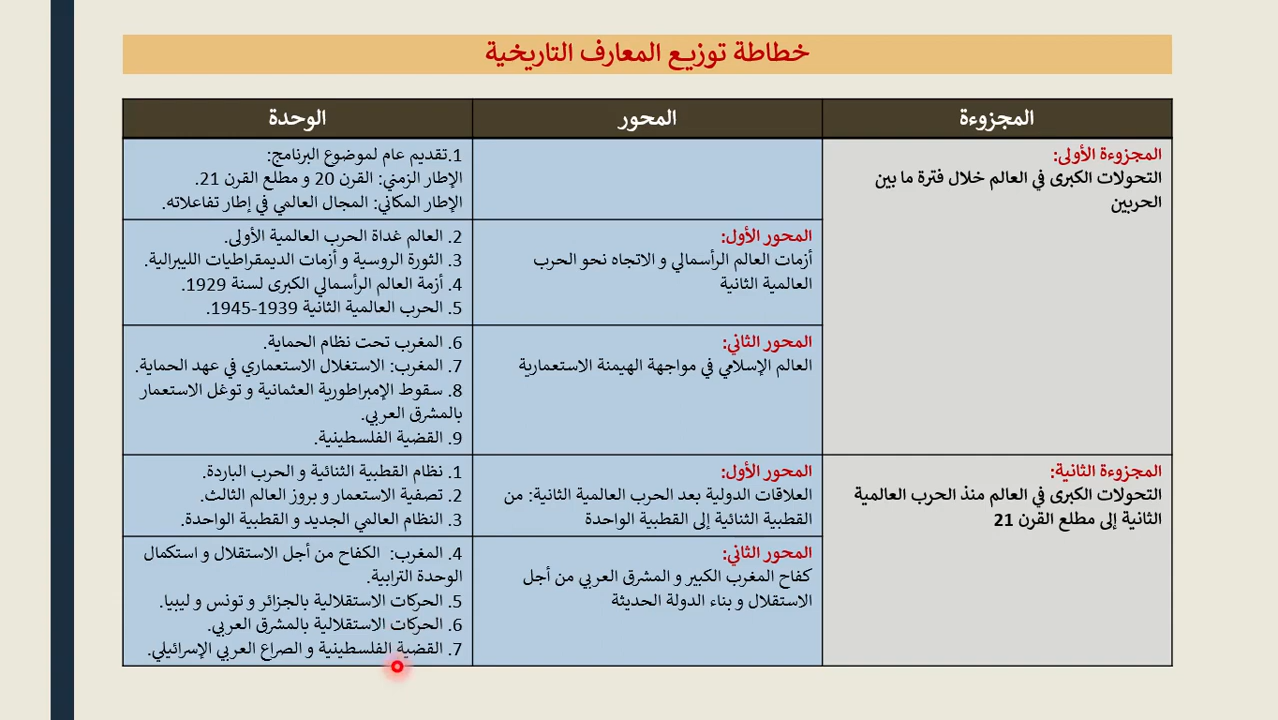 خطاطة توزيع المعارف التاريخية
المجزوءة
المحور
الوحدة
المجزوءة الأولى:
التحولات الكبرى في العالم خلال فترة ما بين
الحربين
1.تقديم عام لموضوع البرنامج:
الإطار الزمني: القرن 20 و مطلع القرن 21.
الإطار المكاني: المجال العالمي في إطار تفاعلاته.
المحور الأول:
أزمات العالم الرأسمالي و الاتجاه نحو الحرب
العالمية الثانية
2. العالم غداة الحرب العالمية الأولى.
3. الثورة الروسية و أزمات الديمقراطيات الليبرالية.
4. أزمة العالم الرأسمالي الكبرى لسنة 1929.
5. الحرب العالمية الثانية 1939-1945.
المحور الثاني:
العالم الإسلامي في مواجهة الهيمنة الاستعمارية
6. المغرب تحت نظام الحماية.
7. المغرب: الاستغلال الاستعماري في عهد الحماية.
8. سقوط الإمبراطورية العثمانية و توغل الاستعمار
بالمشرق العربي.
9. القضية الفلسطينية.
المجزوءة الثانية:
التحولات الكبرى في العالم منذ الحرب العالمية
الثانية إلى مطلع القرن 21
المحور الأول:
العلاقات الدولية بعد الحرب العالمية الثانية: من
القطبية الثنائية إلى القطبية الواحدة
1. نظام القطبية الثنائية و الحرب الباردة.
2. تصفية الاستعمار و بروز العالم الثالث.
3. النظام العالمي الجديد و القطبية الواحدة.
المحور الثاني:
كفاح المغرب الكبير و المشرق العربي من أجل
الاستقلال و بناء الدولة الحديثة
4. المغرب: الكفاح من أجل الاستقلال و استكمال
الوحدة الترابية.
5. الحركات الاستقلالية بالجزائر و تونس و ليبيا.
6. الحركات الاستقلالية بالمشرق العربي.
7. القضية الفلسطينية و الصراع العربي الإسرائيلي.